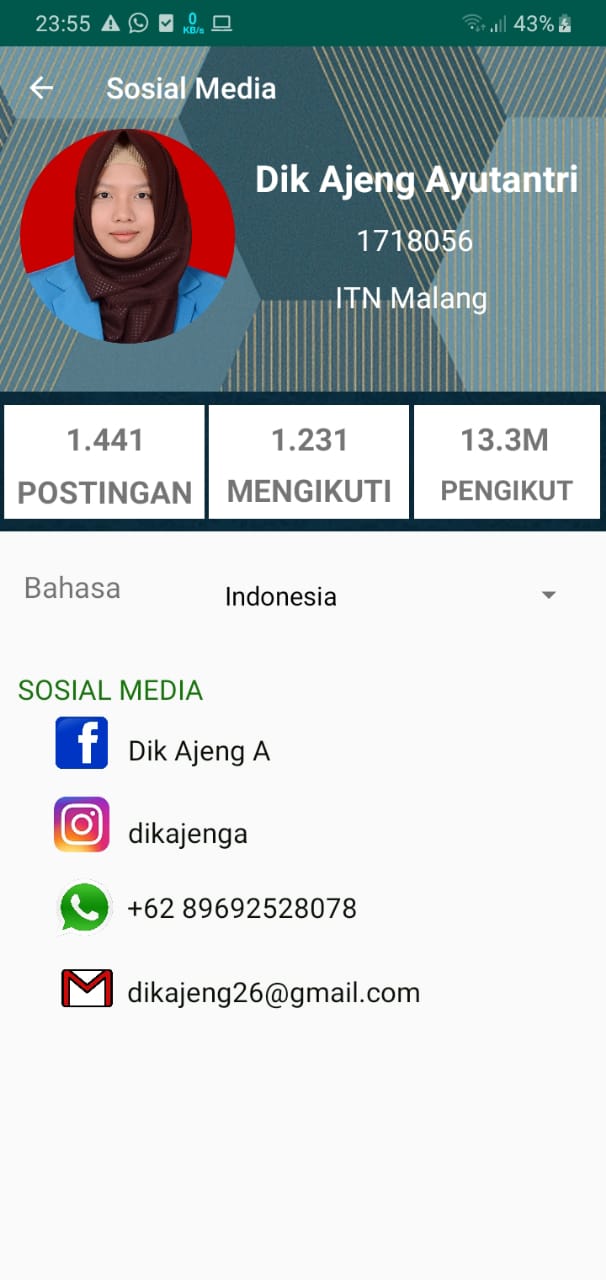 23:55 0 KB/s 43%
Sosial Media
Dik Ajeng Ayutantri
1718056
ITN Malang
1.441 1.231 13.3M
POSTINGAN MENGIKUTI PENGIKUT
Bahasa Indonesia
SOSIAL MEDIA
Dik Ajeng A
dikajenga
+62 89692528078
dikajeng26@gmail.com